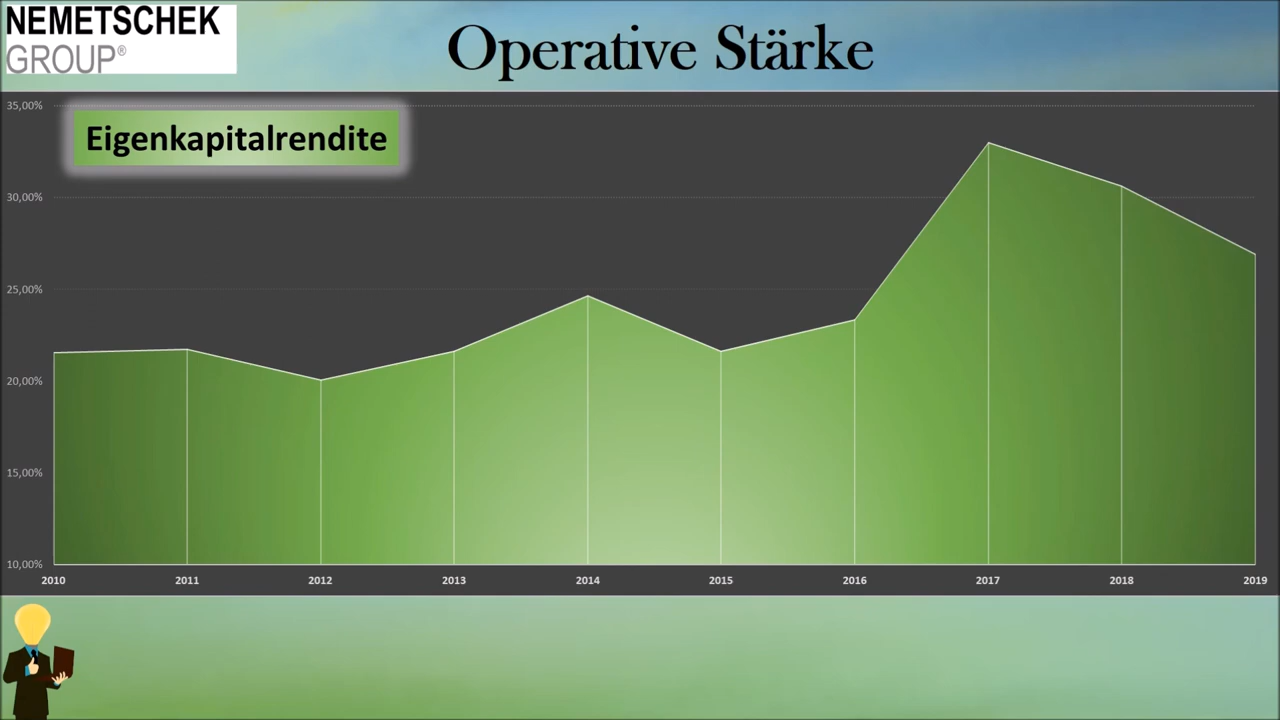 NEMETSCHEK
GROUP®
Operative Stärke
Eigenkapitalrendite
35,00%
30,00%
25,00%
20,00%
15,00%
10,00%
2010 2011 2012 2013 2014 2015 2016 2017 2018 2019